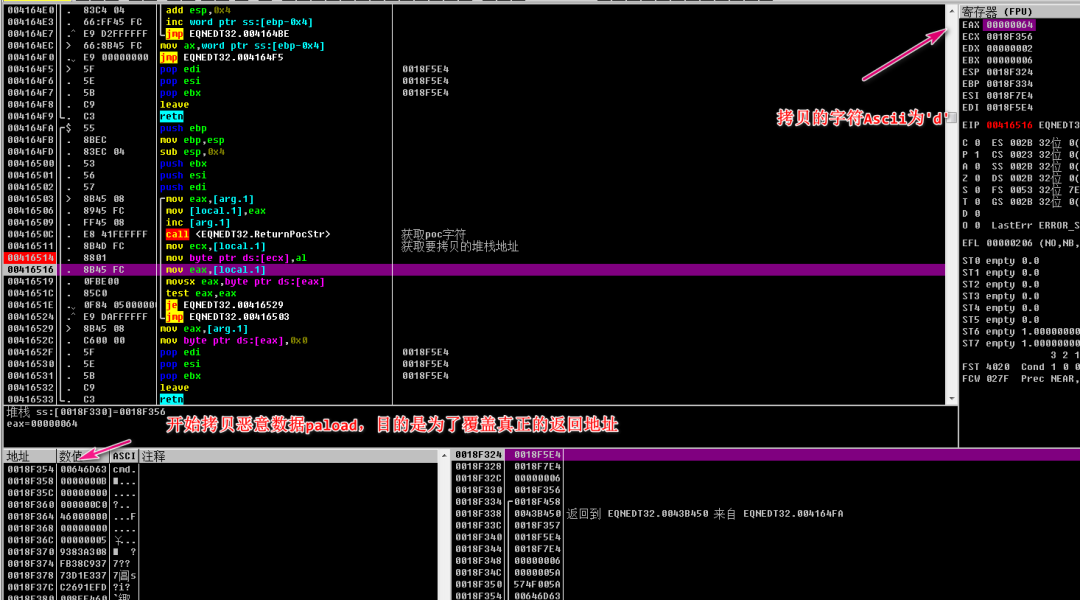 004164E0 . 83C4 04 add esp,0x4
004164E3 . 66:FF45 FC inc word ptr ss:[ebp-0x4]
004164E7 .^ E9 D2FFFFFF jmp EQNEDT32.004164BE
004164EC > 66:8B45 FC mov ax,word ptr ss:[ebp-0x4]
004164F0 . E9 00000000 jmp EQNEDT32.004164F5
004164F5 > 5F pop edi 0018F5E4
004164F6 . 5E pop esi 0018F5E4
004164F7 . 5B pop ebx 0018F5E4
004164F8 . C9 leave
004164F9 . C3 retn
004164FA $ 55 push ebp
004164FB . 8BEC mov ebp,esp
004164FD . 83EC 04 sub esp,0x4
00416500 . 53 push ebx
00416501 . 56 push esi
00416502 . 57 push edi
00416503 > 8B45 08 mov eax,[arg.1]
00416506 . 8945 FC mov [local.1],eax
00416509 . FF45 08 inc [arg.1]
0041650C . E8 41FEFFFF call <EQNEDT32.ReturnPocStr> 获取poc字符
00416511 . 8B4D FC mov ecx,[local.1] 获取要拷贝的堆栈地址
00416514 . 8801 mov byte ptr ds:[ecx],al
00416516 . 8B45 FC mov eax,[local.1]
00416519 . 0FBE00 movsx eax,byte ptr ds:[eax]
0041651C . 85C0 test eax,eax
0041651E . 0F84 05000000 je EQNEDT32.00416529
00416524 .^ E9 DAFFFFFF jmp EQNEDT32.00416503
00416529 > 8B45 08 mov eax,[arg.1]
0041652C . C600 00 mov byte ptr ds:[eax],0x0
0041652F . 5F pop edi 0018F5E4
00416530 . 5E pop esi 0018F5E4
00416531 . 5B pop ebx 0018F5E4
00416532 . C9 leave
00416533 . C3 retn
堆栈 ss:[0018F330]=0018F356
eax=00000064
开始拷贝恶意数据paload，目的是为了覆盖真正的返回地址
寄存器 (FPU)
EAX 00000064
ECX 0018F356
EDX 00000002
EBX 00000006
ESP 0018F324
EBP 0018F334
ESI 0018F7E4
EDI 0018F5E4
拷贝的字符Ascii为'd'
EIP 00416516 EQNEDT3
C 0 ES 002B 32位 0(
P 1 CS 0023 32位 0(
A 0 SS 002B 32位 0(
Z 0 DS 002B 32位 0(
S 0 FS 0053 32位 7E
T 0 GS 002B 32位 0(
D 0
O 0 LastErr ERROR_S
EFL 00000206 (NO,NB,
ST0 empty 0.0
ST1 empty 0.0
ST2 empty 0.0
ST3 empty 0.0
ST4 empty 0.0
ST5 empty 0.0
ST6 empty 1.0000000
ST7 empty 1.0000000
3 2 1
FST 4020 Cond 1 0 0
FCW 027F Prec NEAR,
地址 数值 ASCI 注释
0018F354 00646D63 cmd.
0018F358 0000000B
0018F35C 00000000 ....
0018F360 000000C0 ?..
0018F364 46000000 ...F
0018F368 00000000 ....
0018F36C 00000005
0018F370 9383A308
0018F374 FB38C937 7??
0018F378 73D1E337
0018F37C C2691EFD ?i?
0018F324 0018F5E4
0018F328 0018F7E4
0018F32C 00000006
0018F330 0018F356
0018F334 0018F458
0018F338 0043B450 返回到 EQNEDT32.0043B450 来自 EQNEDT32.004164FA
0018F33C 0018F357
0018F340 0018F5E4
0018F344 0018F7E4
0018F348 00000006
0018F34C 0000005A
0018F350 574F005A
0018F354 00646D63